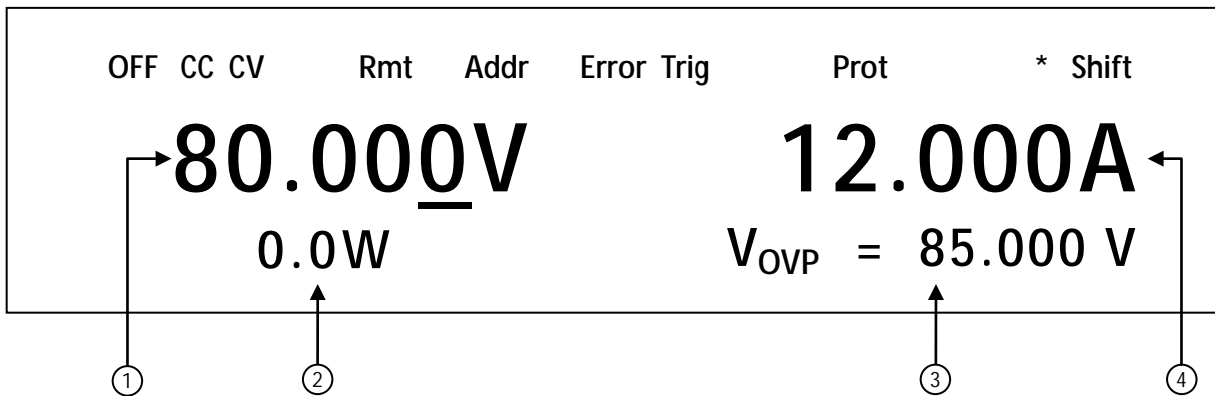 OFF CC CV Rmt Addr Error Trig Prot * Shift
80.000V 12.000A
0.0W VOVP = 85.000 V
1 2 3 4